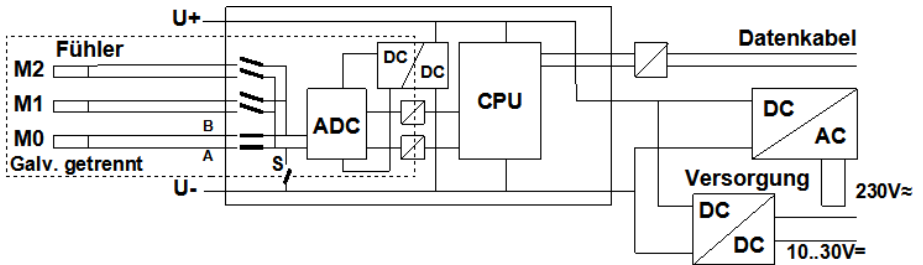 U+
Fühler
M2
M1
M0
B
A
Galv. getrennt
S
U-
ADC
DC
DC
CPU
Datenkabel
DC
AC
Versorgung
230V≈
DC
DC
10..30V=